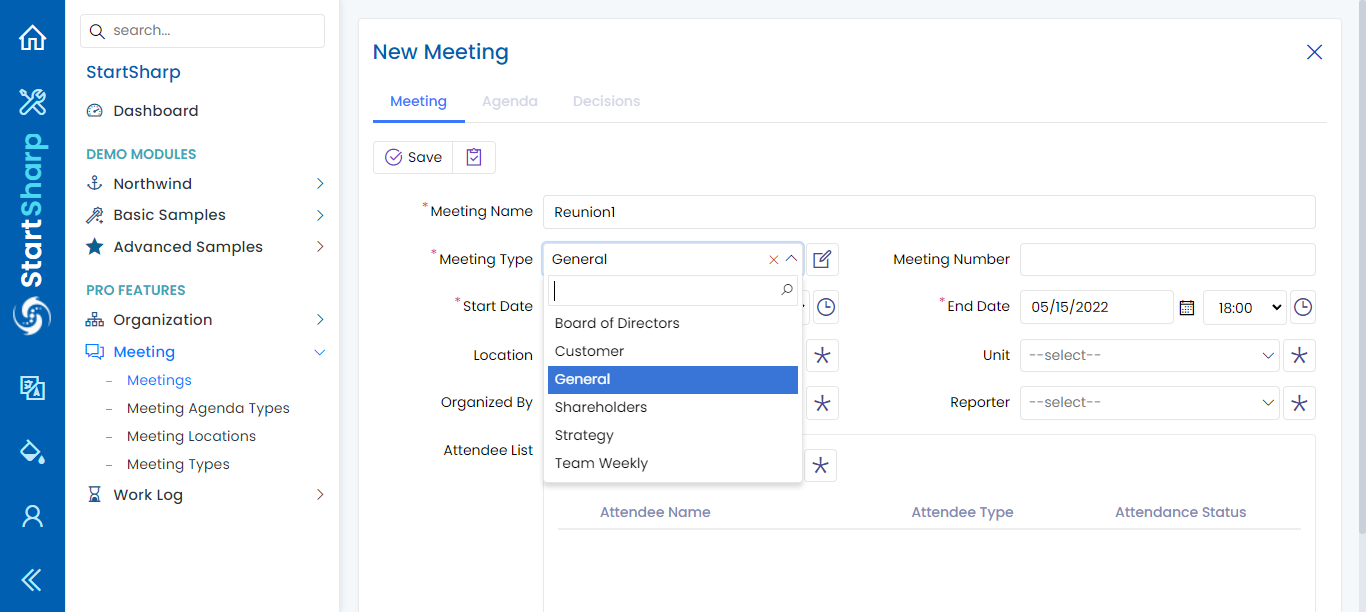 search...
StartSharp
StartSharp
Dashboard
DEMO MODULES
Northwind
Basic Samples
Advanced Samples
PRO FEATURES
Organization
Meeting
Meetings
Meeting Agenda Types
Meeting Locations
Meeting Types
Work Log
New Meeting
Meeting Agenda Decisions
Save
*Meeting Name Reunion1
*Meeting Type General Meeting Number
Board of Directors
Customer
General
Shareholders
Strategy
Team Weekly
*Start Date *End Date 05/15/2022 18:00
Location Unit --select--
Organized By Reporter --select--
Attendee List
Attendee Name Attendee Type Attendance Status